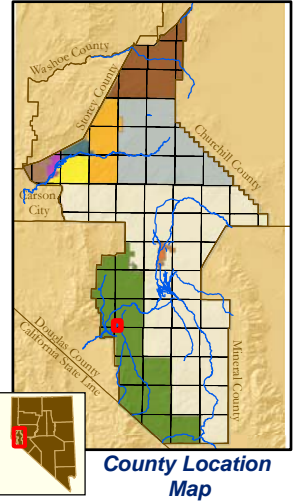 Washoe County
Storey County
Churchill County
Carson
City
Douglas County
California State Line
Mineral County
County Location
Map